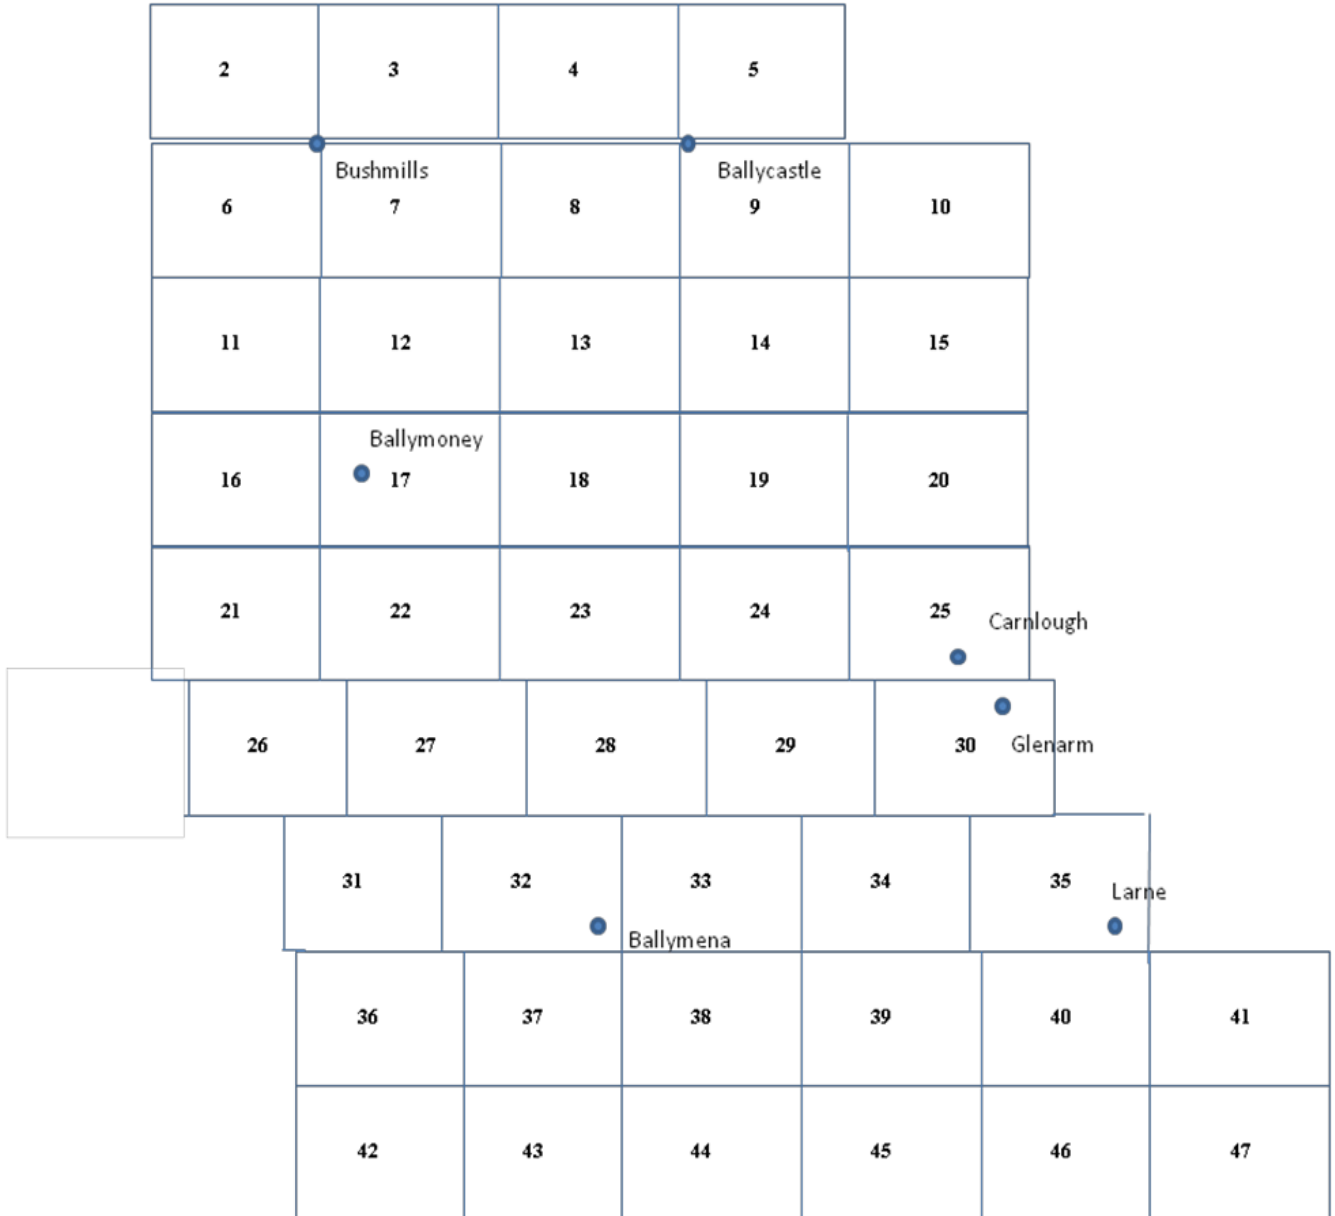 2 3 4 5
Bushmills Ballycastle
6 7 8 9 10
11 12 13 14 15
Ballymoney
16 17 18 19 20
21 22 23 24 25
Carnlough
26 27 28 29 30 Glenarm
31 32 33 34 35
Larne
Ballymena
36 37 38 39 40 41
42 43 44 45 46 47